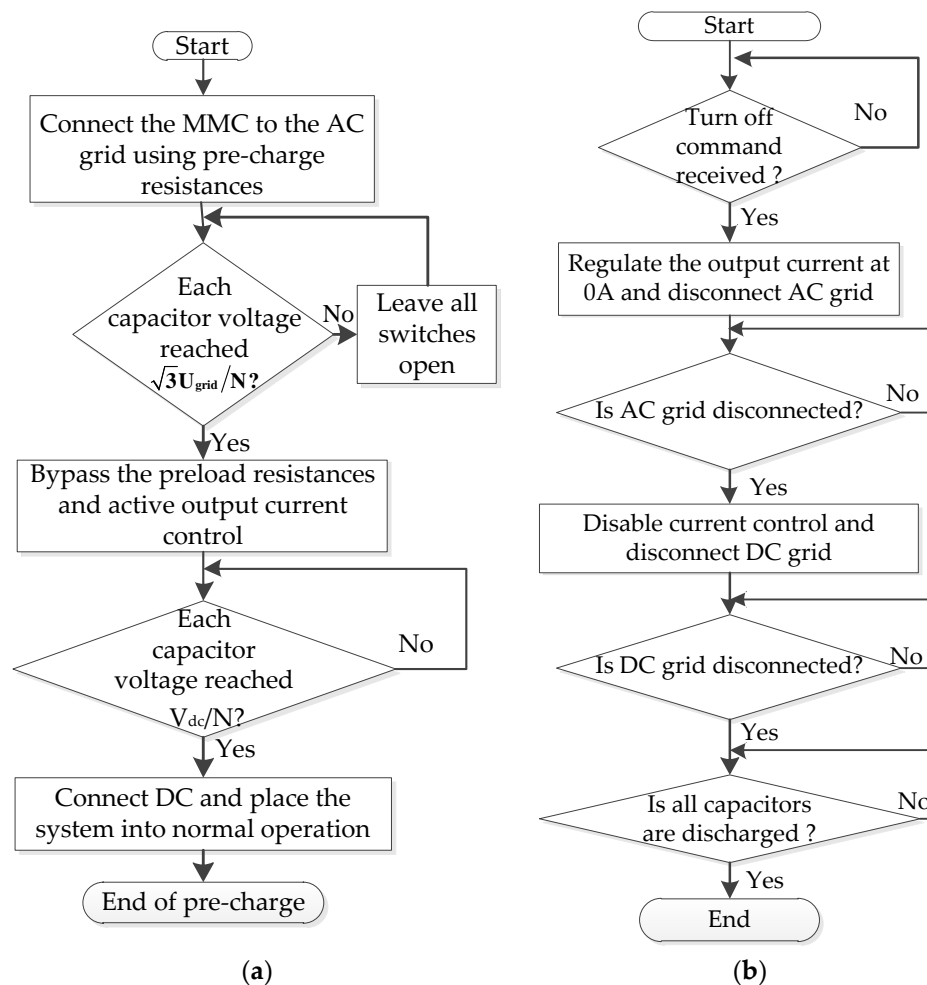 Start
Connect the MMC to the AC
grid using pre-charge
resistances
Each
capacitor voltage
reached
√3U_grid/N?
No
Leave all
switches
open
Yes
Bypass the preload resistances
and active output current
control
Each
capacitor
voltage reached
V_dc/N?
No
Yes
Connect DC and place the
system into normal operation
End of pre-charge
(a)
Start
Turn off
command
received ?
No
Yes
Regulate the output current at
0A and disconnect AC grid
Is AC grid disconnected?
No
Yes
Disable current control and
disconnect DC grid
Is DC grid disconnected?
No
Yes
Is all capacitors
are discharged ?
No
Yes
End
(b)